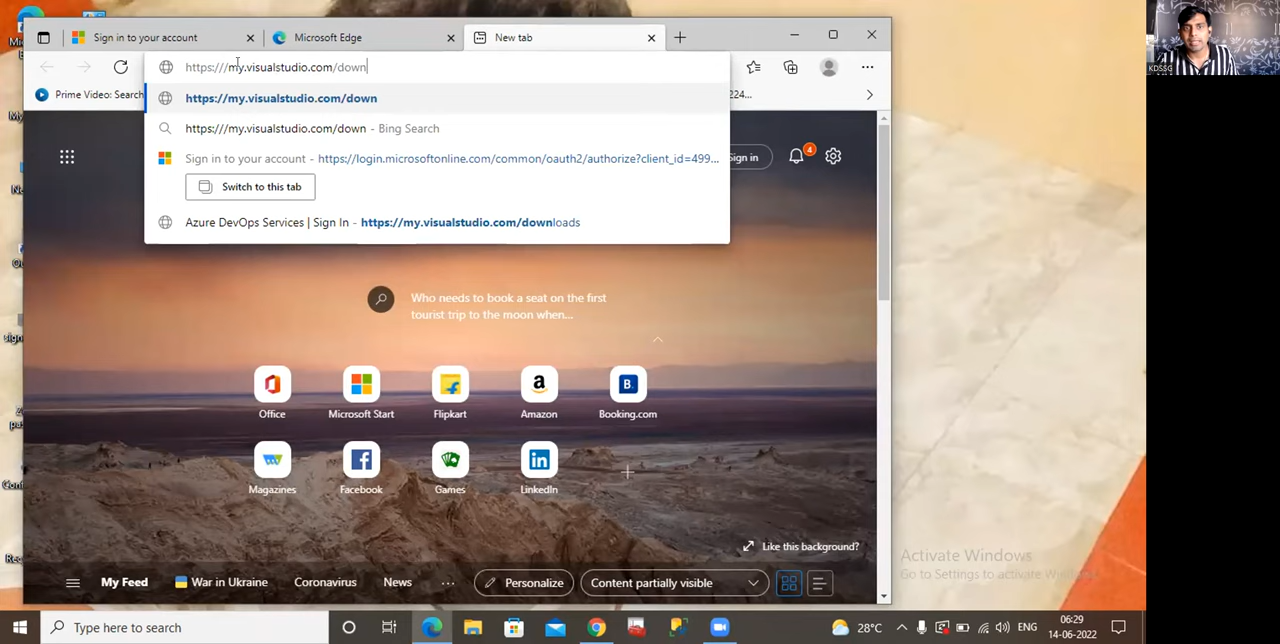 Sign in to your account
Microsoft Edge
New tab
https:///my.visualstudio.com/down
Prime Video: Search
224...
https://my.visualstudio.com/down
https:///my.visualstudio.com/down - Bing Search
Sign in to your account - https://login.microsoftonline.com/common/oauth2/authorize?client_id=499...
Switch to this tab
Sign in
4
Azure DevOps Services | Sign In - https://my.visualstudio.com/downloads
Who needs to book a seat on the first
tourist trip to the moon when...
Office
Microsoft Start
Flipkart
Amazon
Booking.com
Magazines
Facebook
Games
LinkedIn
Like this background?
My Feed
War in Ukraine
Coronavirus
News
Personalize
Content partially visible
Activate Windows
Go to Settings to activate Windows.
Type here to search
28°C
ENG
06:29
14-06-2022
KDSSG